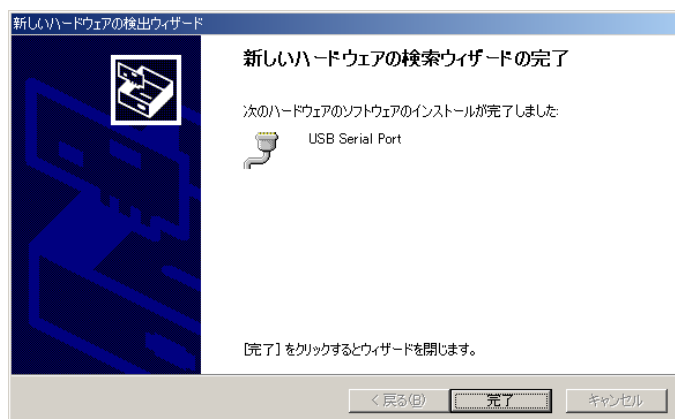 新しいハードウェアの検出ウィザード
新しいハードウェアの検索ウィザードの完了
次のハードウェアのソフトウェアのインストールが完了しました:
USB Serial Port
[完了] をクリックするとウィザードを閉じます。
< 戻る(B)
完了
キャンセル